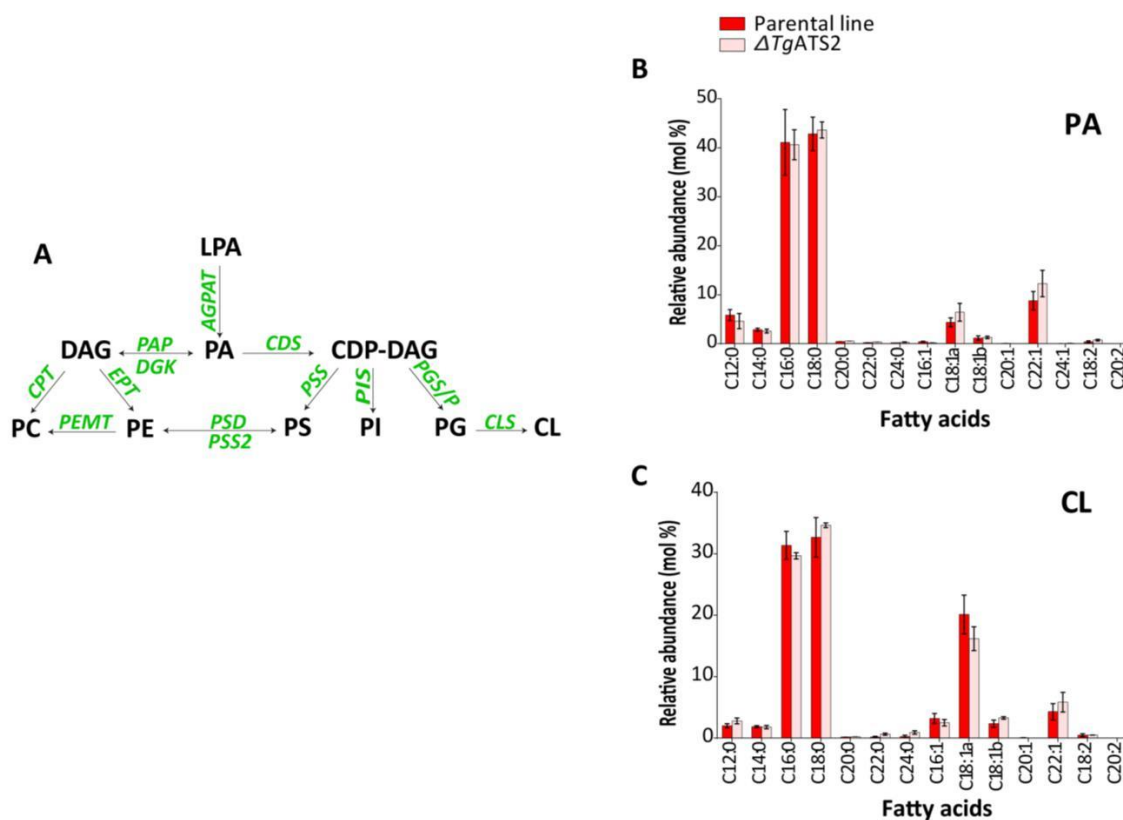 Parental line
ΔTgATS2
A
LPA
AGPAT
DAG
PAP
DGK
PA
CDS
CDP-DAG
CPT
EPT
PSS
PIS
PGS/P
PC
PEMT
PE
PSD
PSS2
PS
PI
PG
CLS
CL
B
PA
Relative abundance (mol %)
50
40
30
20
10
0
C12:0
C14:0
C16:0
C18:0
C20:0
C22:0
C24:0
C16:1
C18:1a
C18:1b
C20:1
C22:1
C24:1
C18:2
C20:2
Fatty acids
C
CL
Relative abundance (mol %)
40
30
20
10
0
C12:0
C14:0
C16:0
C18:0
C20:0
C22:0
C24:0
C16:1
C18:1a
C18:1b
C20:1
C22:1
C18:2
C20:2
Fatty acids